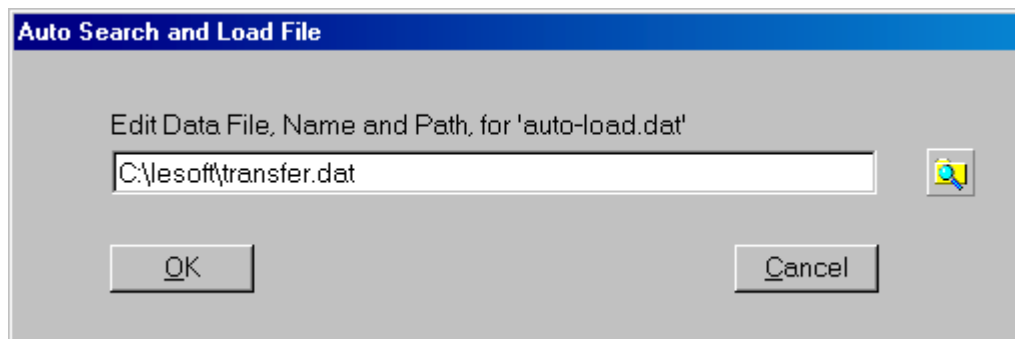 Auto Search and Load File
Edit Data File, Name and Path, for 'auto-load.dat'
C:\lesoft\transfer.dat
OK
Cancel